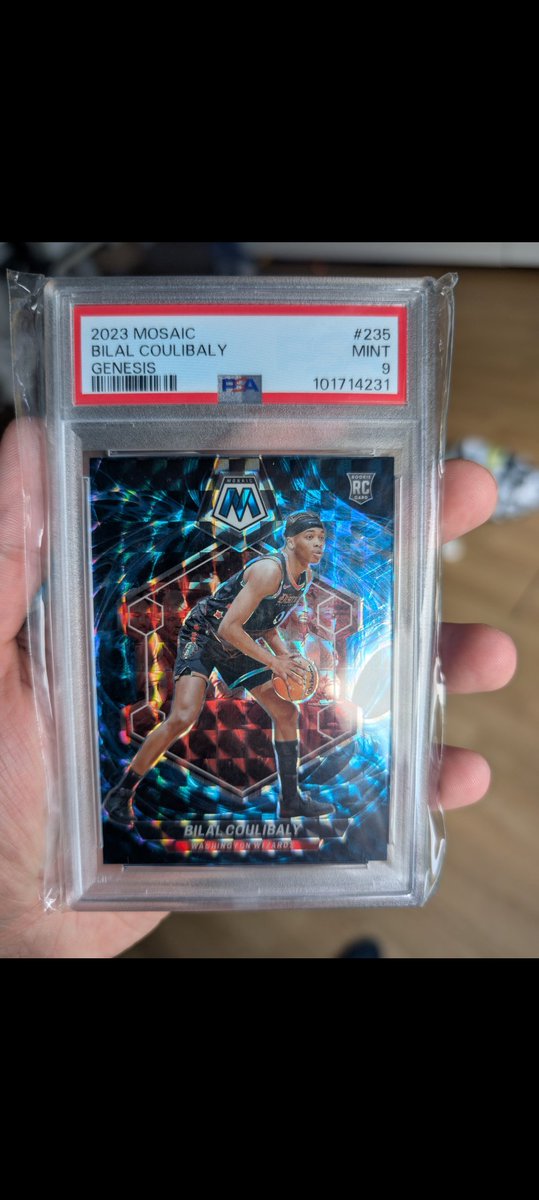 2023 MOSAIC #235
BILAL COULIBALY MINT
GENESIS 9
PSA 101714231
MOSAIC
M
ROOKIE
RC
CARD
BILAL COULIBALY
WASHINGTON WIZARDS